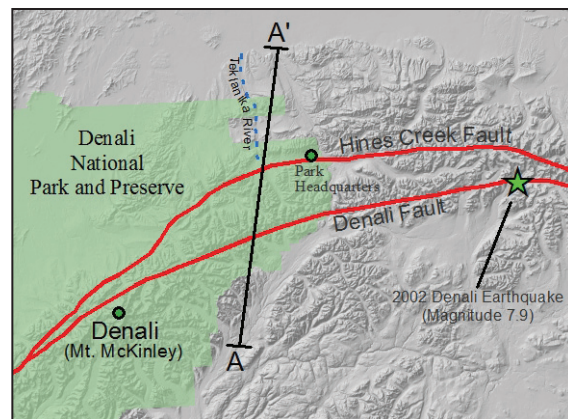 A'
Teklanika River
Denali
National
Park and Preserve
Hines Creek Fault
Park
Headquarters
Denali Fault
2002 Denali Earthquake
(Magnitude 7.9)
Denali
(Mt. McKinley)
A